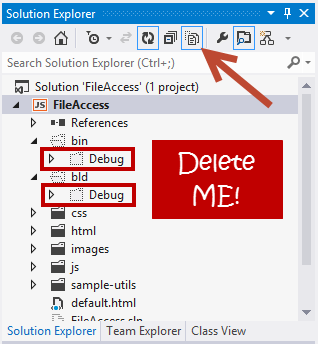 Solution Explorer
Search Solution Explorer (Ctrl+;)
Solution 'FileAccess' (1 project)
JS FileAccess
References
bin
Debug
bld
Debug
css
html
images
js
sample-utils
default.html
FileAccess.sln
Delete
ME!
Solution Explorer Team Explorer Class View